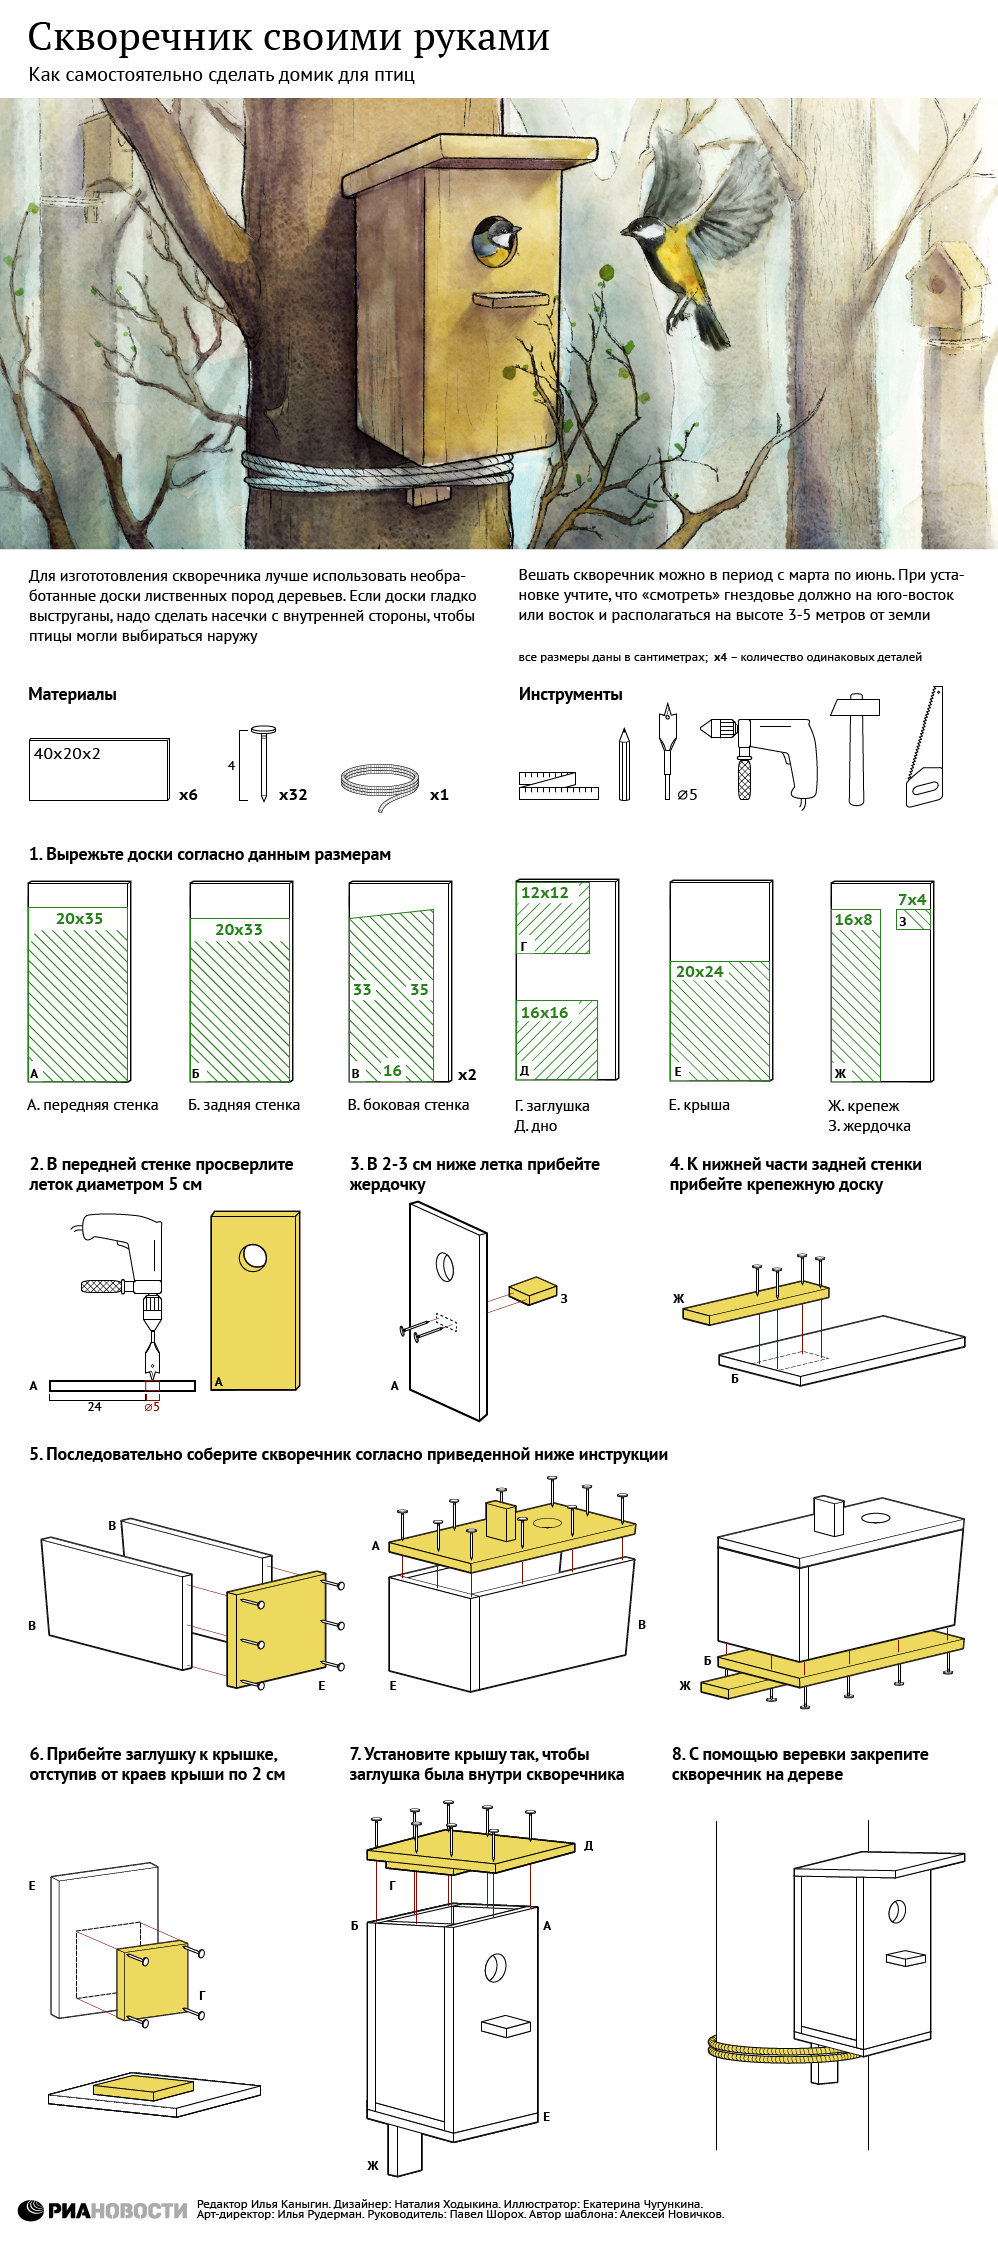 Скворечник своими руками
Как самостоятельно сделать домик для птиц
Для изгототовления скворечника лучше использовать необра-
ботанные доски лиственных пород деревьев. Если доски гладко
выструганы, надо сделать насечки с внутренней стороны, чтобы
птицы могли выбираться наружу
Вешать скворечник можно в период с марта по июнь. При уста-
новке учтите, что «смотреть» гнездовье должно на юго-восток
или восток и располагаться на высоте 3-5 метров от земли
все размеры даны в сантиметрах; х4 – количество одинаковых деталей
Материалы
40x20x2
x6
4
x32
x1
Инструменты
⌀5
1. Вырежьте доски согласно данным размерам
20x35
А
А. передняя стенка
20x33
Б
Б. задняя стенка
33
35
16
В
x2
В. боковая стенка
12x12
Г
16x16
Д
Г. заглушка
Д. дно
20x24
Е
Е. крыша
16x8
7x4
З
Ж
Ж. крепеж
З. жердочка
2. В передней стенке просверлите
леток диаметром 5 см
А
24
⌀5
А
3. В 2-3 см ниже летка прибейте
жердочку
З
А
4. К нижней части задней стенки
прибейте крепежную доску
Ж
Б
5. Последовательно соберите скворечник согласно приведенной ниже инструкции
В
В
Е
А
В
Е
Б
Ж
6. Прибейте заглушку к крышке,
отступив от краев крыши по 2 см
Е
Г
7. Установите крышу так, чтобы
заглушка была внутри скворечника
Д
Г
Б
А
Е
Ж
8. С помощью веревки закрепите
скворечник на дереве
РИАНОВОСТИ
Редактор Илья Каныгин. Дизайнер: Наталия Ходыкина. Иллюстратор: Екатерина Чугункина.
Арт-директор: Илья Рудерман. Руководитель: Павел Шорох. Автор шаблона: Алексей Новичков.